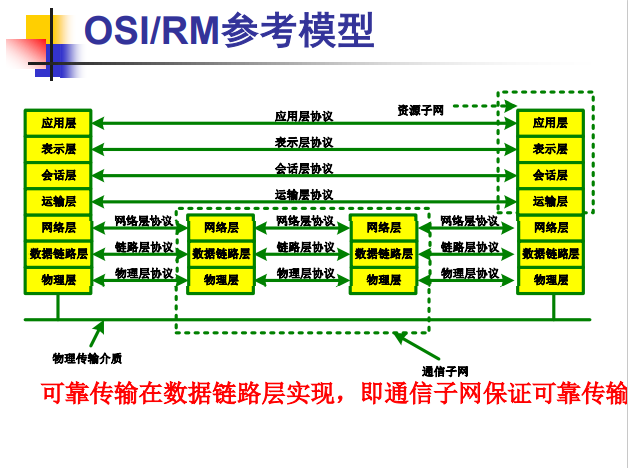 OSI/RM参考模型
资源子网
应用层 应用层协议 应用层
表示层 表示层协议 表示层
会话层 会话层协议 会话层
运输层 运输层协议 运输层
网络层 网络层协议 网络层 网络层协议 网络层 网络层协议 网络层
数据链路层 链路层协议 数据链路层 链路层协议 数据链路层 链路层协议 数据链路层
物理层 物理层协议 物理层 物理层协议 物理层 物理层协议 物理层
物理传输介质
通信子网
可靠传输在数据链路层实现，即通信子网保证可靠传输